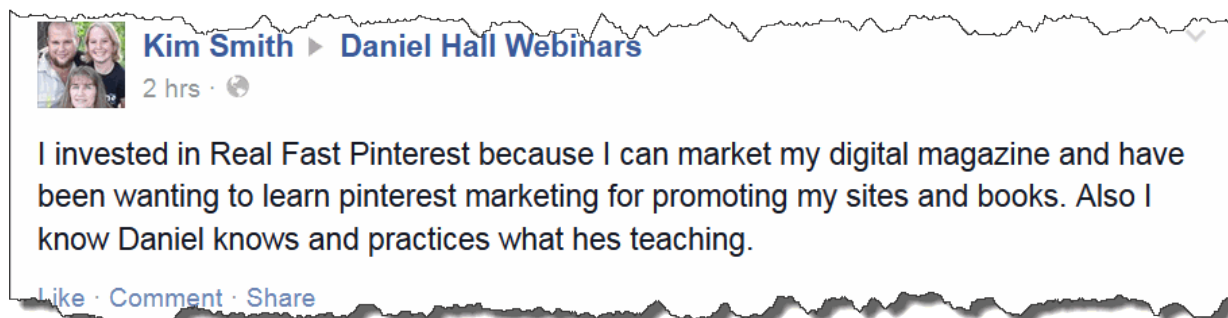 Kim Smith ▶ Daniel Hall Webinars
2 hrs ·
I invested in Real Fast Pinterest because I can market my digital magazine and have
been wanting to learn pinterest marketing for promoting my sites and books. Also I
know Daniel knows and practices what hes teaching.
Like · Comment · Share